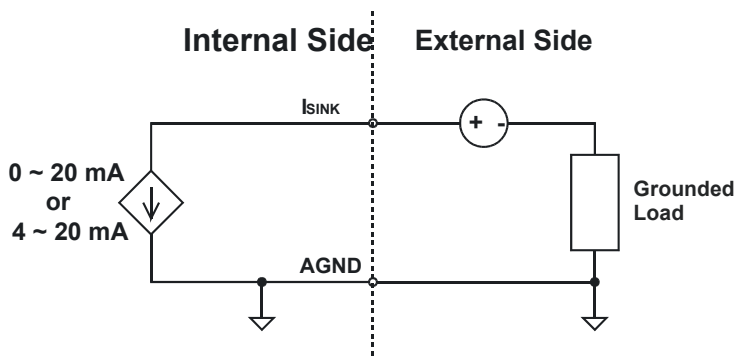 Internal Side
External Side
ISINK
+ -
0 ~ 20 mA
or
4 ~ 20 mA
Grounded
Load
AGND